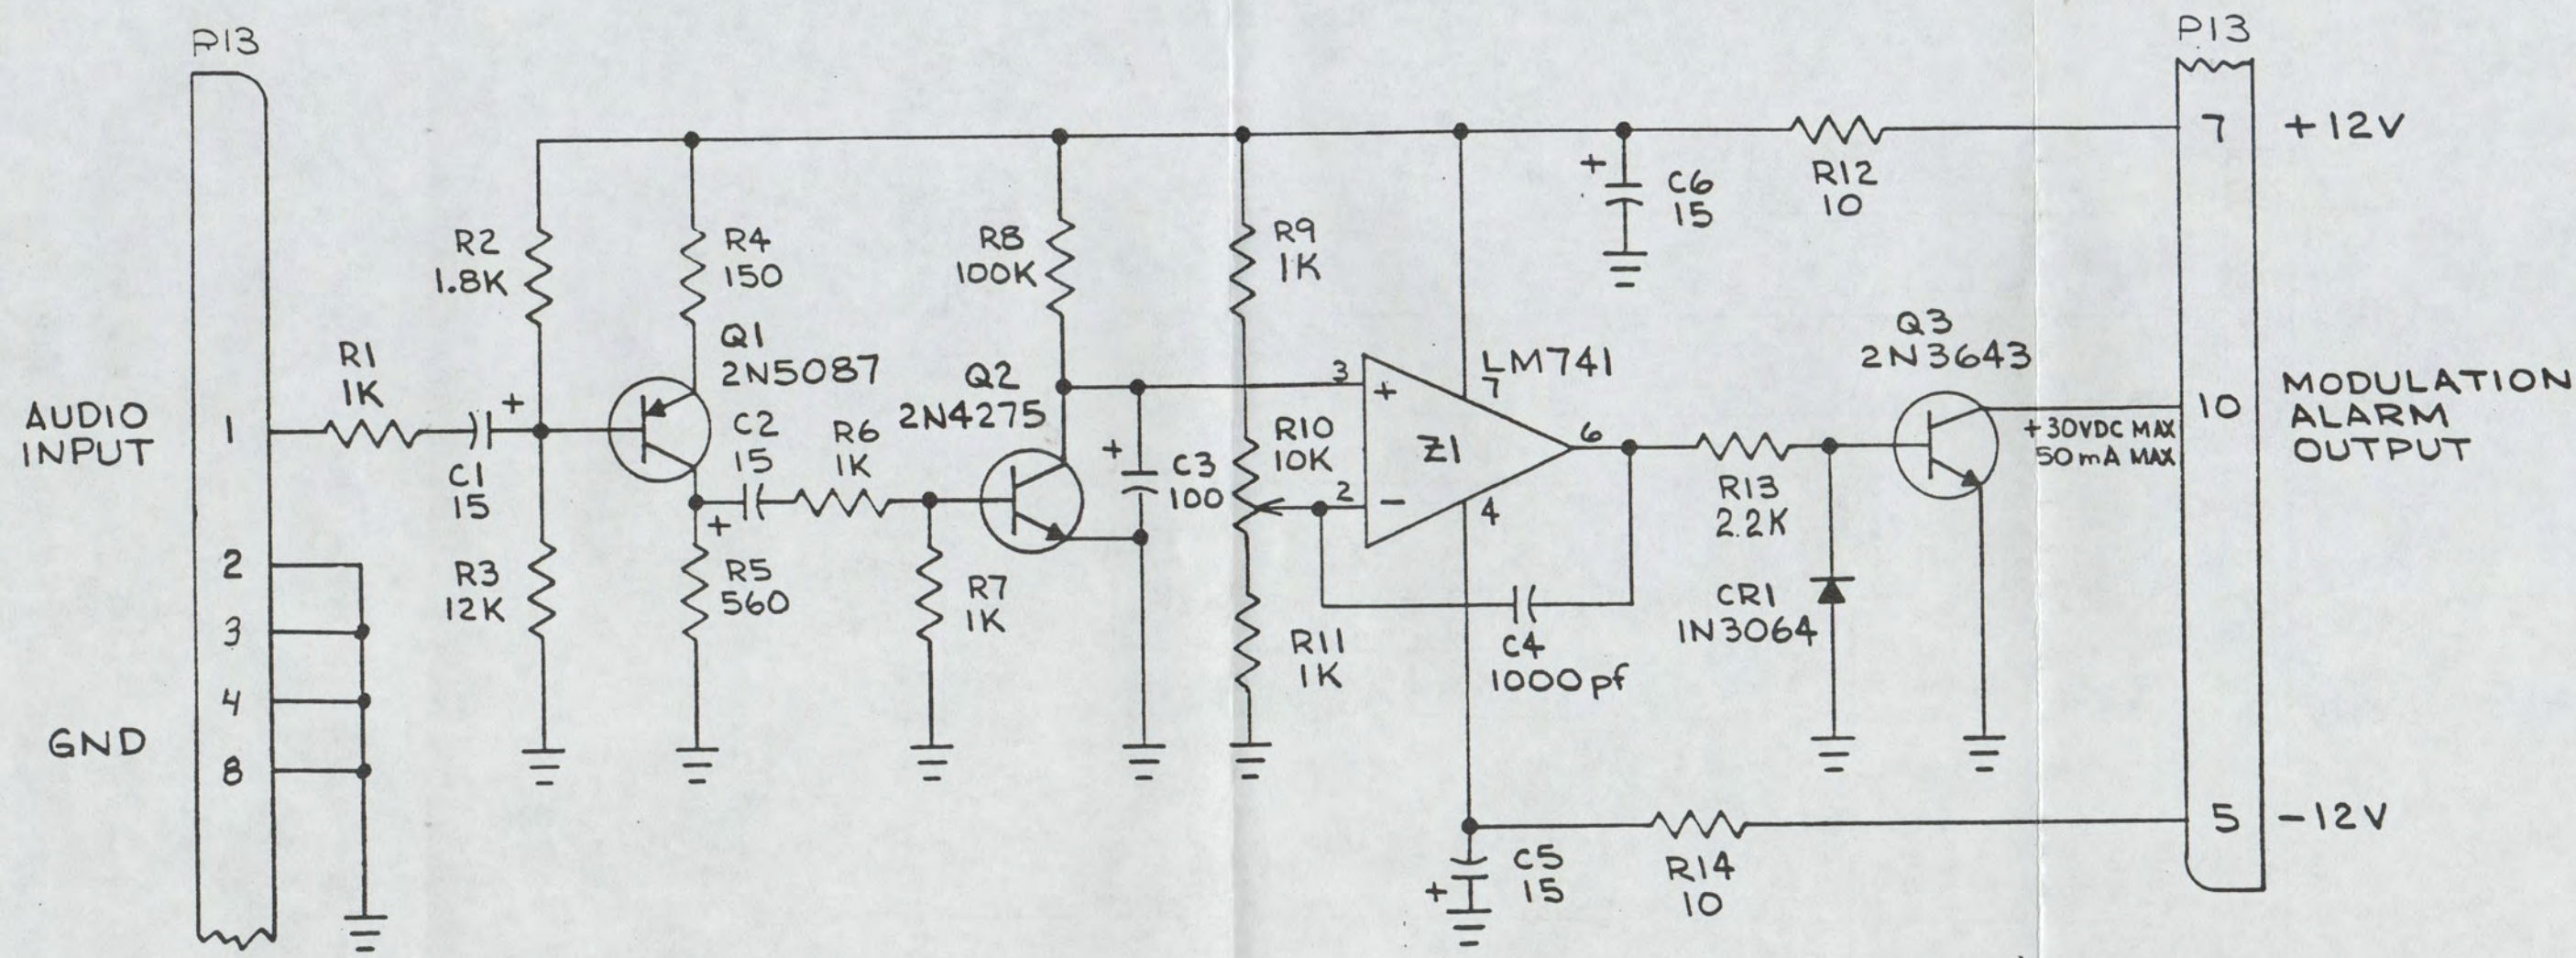 P13
AUDIO
INPUT
1
2
3
4
8
GND
R1
1K
C1
15
+
R2
1.8K
R3
12K
R4
150
Q1
2N5087
C2
15
+
R5
560
R6
1K
R7
1K
Q2
2N4275
R8
100K
+
C3
100
R9
1K
R10
10K
R11
1K
3
+
2
-
Z1
LM741
7
6
4
C4
1000pf
+
C5
15
+
C6
15
R12
10
R13
2.2K
CR1
1N3064
R14
10
Q3
2N3643
+30VDC MAX
50mA MAX
P13
7
+12V
10
MODULATION
ALARM
OUTPUT
5
-12V